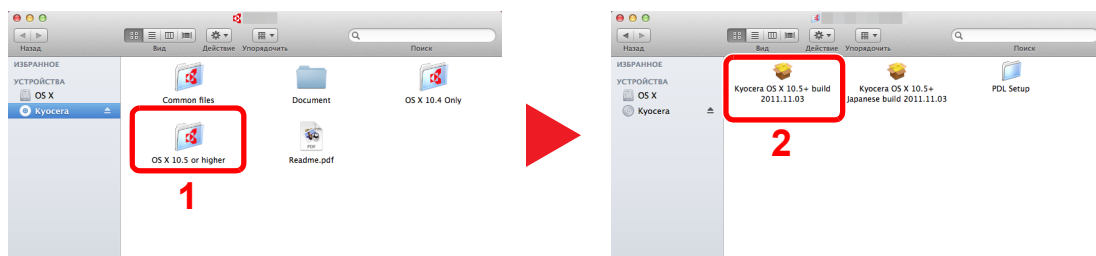 Назад
Вид
Действие
Упорядочить
Поиск
ИЗБРАННОЕ
УСТРОЙСТВА
OS X
Kyocera
Common files
Document
OS X 10.4 Only
OS X 10.5 or higher
PDF
Readme.pdf
1
Назад
Вид
Действие
Упорядочить
Поиск
ИЗБРАННОЕ
УСТРОЙСТВА
OS X
Kyocera
Kyocera OS X 10.5+ build
2011.11.03
Kyocera OS X 10.5+
Japanese build 2011.11.03
PDL Setup
2